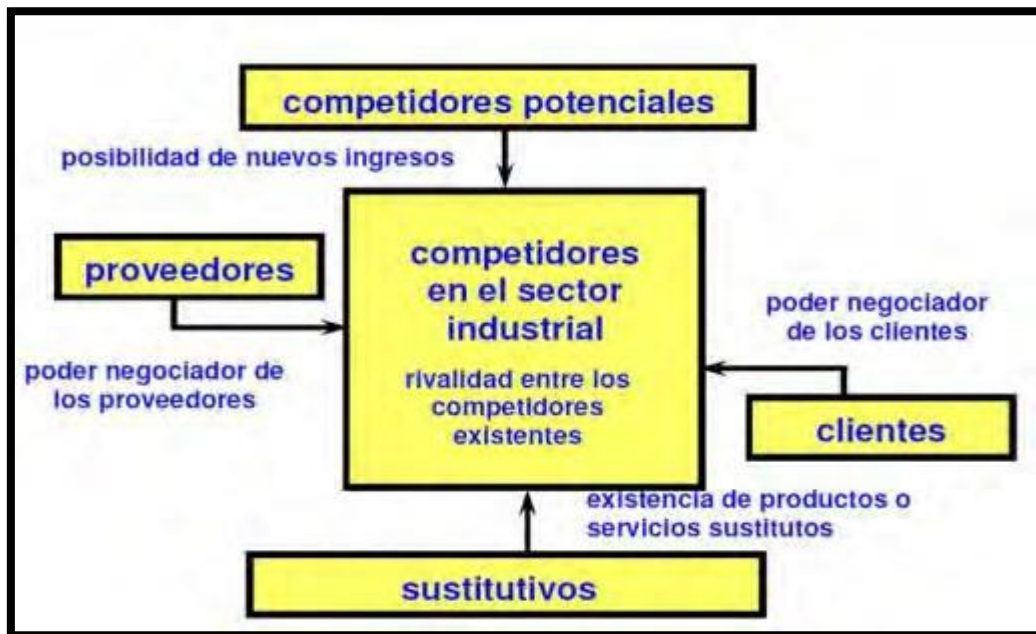 competidores potenciales
posibilidad de nuevos ingresos
proveedores
poder negociador de
los proveedores
competidores
en el sector
industrial
rivalidad entre los
competidores
existentes
poder negociador
de los clientes
clientes
existencia de productos o
servicios sustitutos
sustitutivos